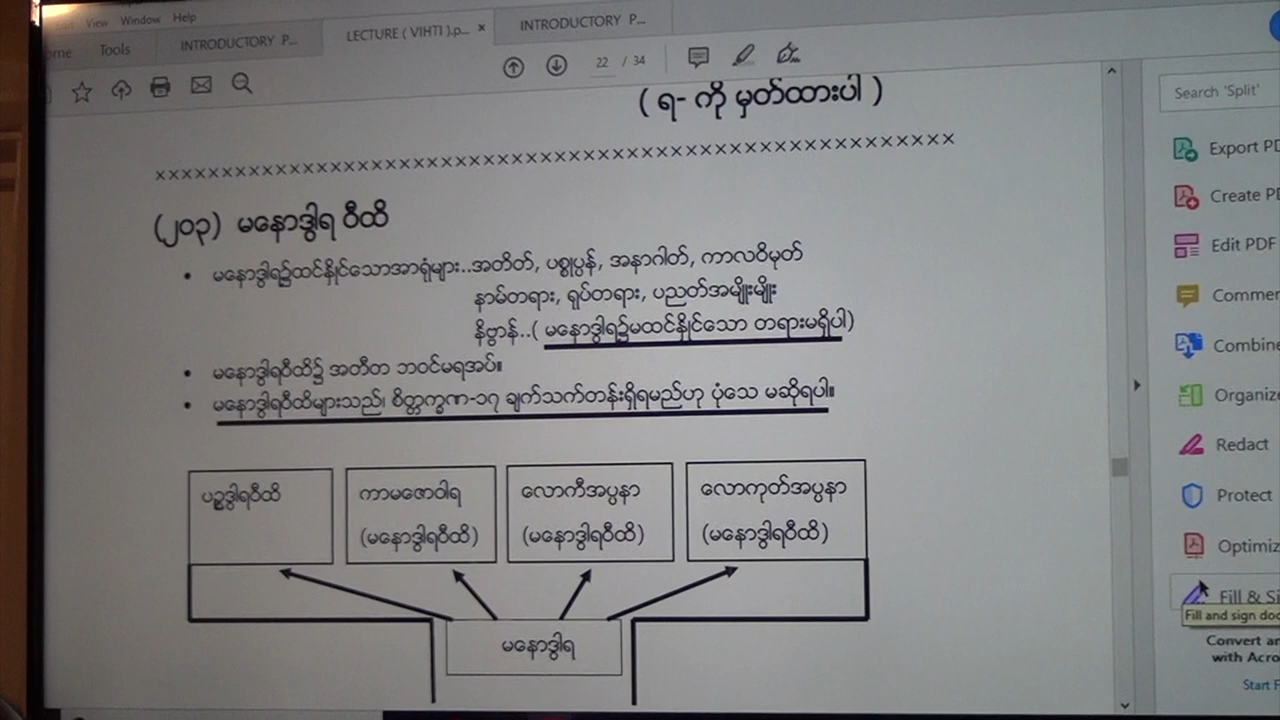 View Window Help
Tools
INTRODUCTORY P...
LECTURE ( VIHTI ).p... ×
INTRODUCTORY P...
22 / 34
( ရ- ကို မှတ်ထားပါ )
××××××××××××××××××××××××××××××××××××××××××××××××××××××××××××
(၂၀၃) မနောဒွါရ ဝီထိ
• မနောဒွါရ၌ထင်နိုင်သောအာရုံများ..အတိတ်, ပစ္စုပ္ပန်, အနာဂါတ်, ကာလဝိမုတ်
နာမ်တရား, ရုပ်တရား, ပညတ်အမျိုးမျိုး
နိဗ္ဗာန်..( မနောဒွါရ၌မထင်နိုင်သော တရားမရှိပါ)
• မနောဒွါရဝီထိ၌ အတီတ ဘဝင်မရအပ်။
• မနောဒွါရဝီထိများသည်၊ စိတ္တက္ခဏ-၁၇ ချက်သက်တန်းရှိရမည်ဟု ပုံသေ မဆိုရပါ။
ပဉ္စဒွါရဝီထိ
ကာမဇောဝါရ
(မနောဒွါရဝီထိ)
လောကီအပ္ပနာ
(မနောဒွါရဝီထိ)
လောကုတ်အပ္ပနာ
(မနောဒွါရဝီထိ)
မနောဒွါရ
Search 'Split'
Export PD
Create PD
Edit PDF
Commen
Combine
Organize
Redact
Protect
Optimiz
Fill & Si
Fill and sign doc
Convert an
with Acro
Start F